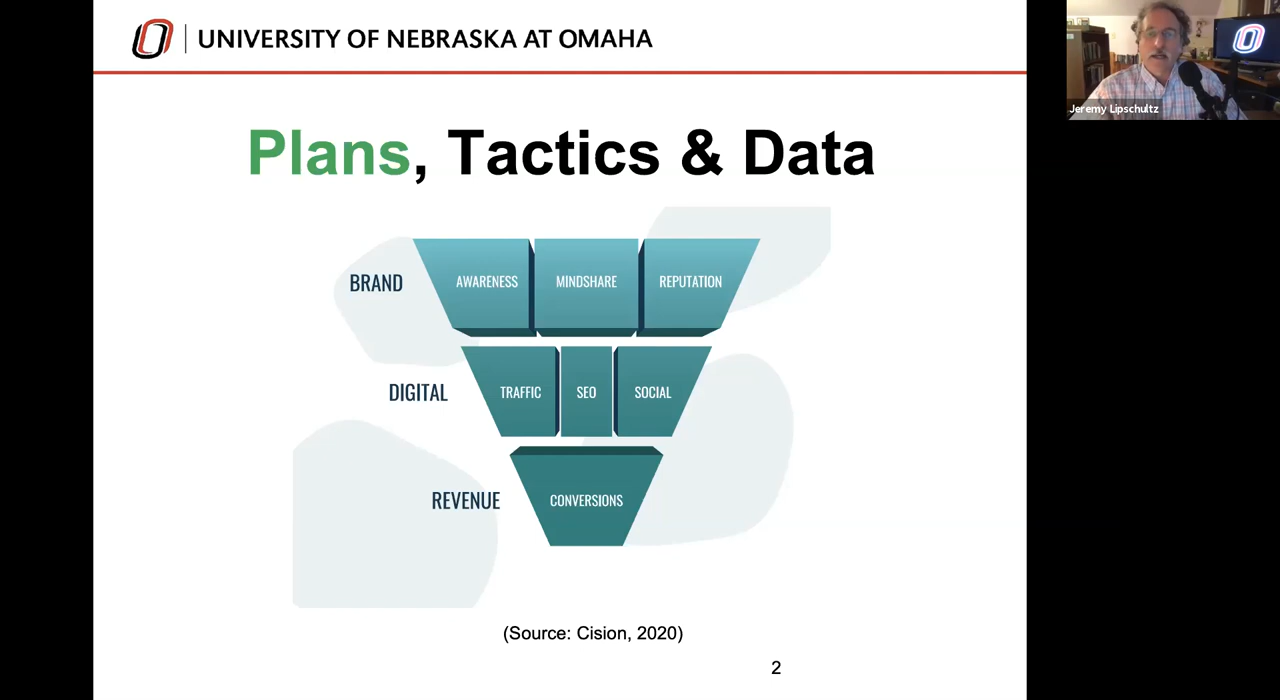 UNIVERSITY OF NEBRASKA AT OMAHA
Jeremy Lipschultz
Plans, Tactics & Data
BRAND
AWARENESS
MINDSHARE
REPUTATION
DIGITAL
TRAFFIC
SEO
SOCIAL
REVENUE
CONVERSIONS
(Source: Cision, 2020)
2